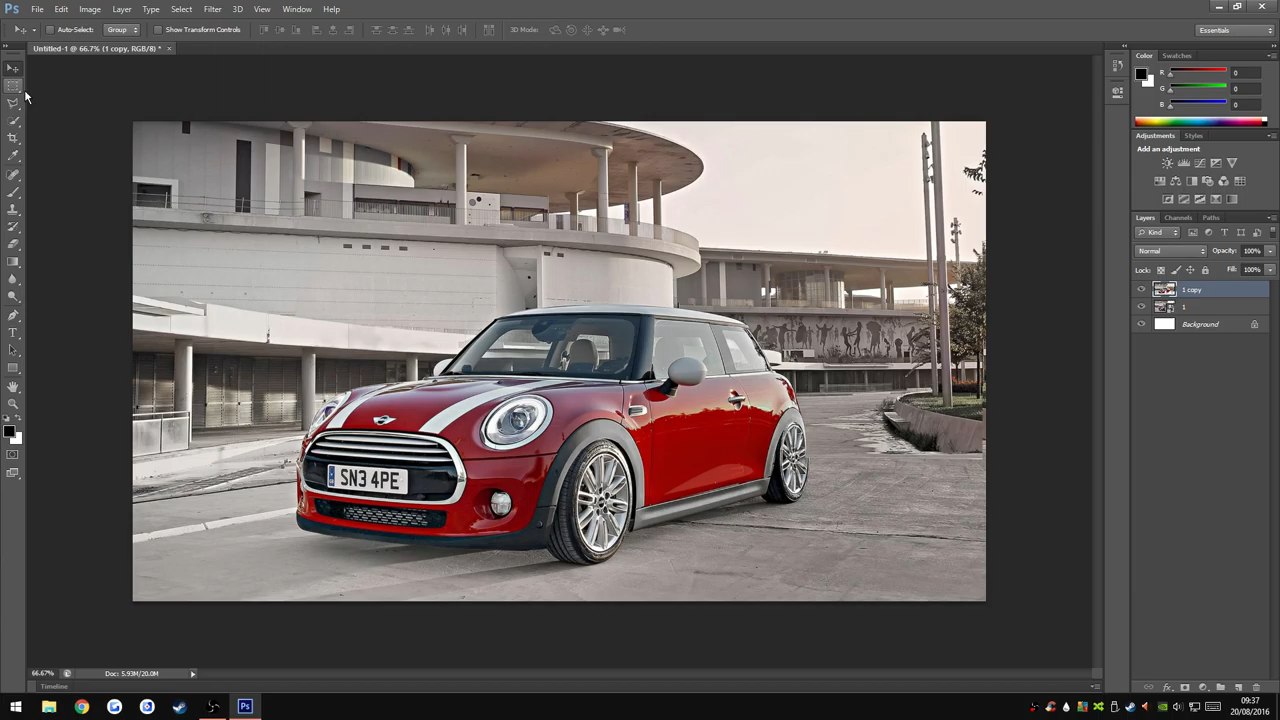 Ps File Edit Image Layer Type Select Filter 3D View Window Help
Auto-Select: Group Show Transform Controls 3D Mode: Essentials
Untitled-1 @ 66.7% (1 copy, RGB/8) * ×
Color Swatches
R 0
G 0
B 0
Adjustments Styles
Add an adjustment
Layers Channels Paths
Kind
Normal Opacity: 100%
Lock: Fill: 100%
1 copy
1
Background
SN3 4PE
66.67% Doc: 5.93M/20.0M
Timeline
fx
Ps
09:37
20/08/2016